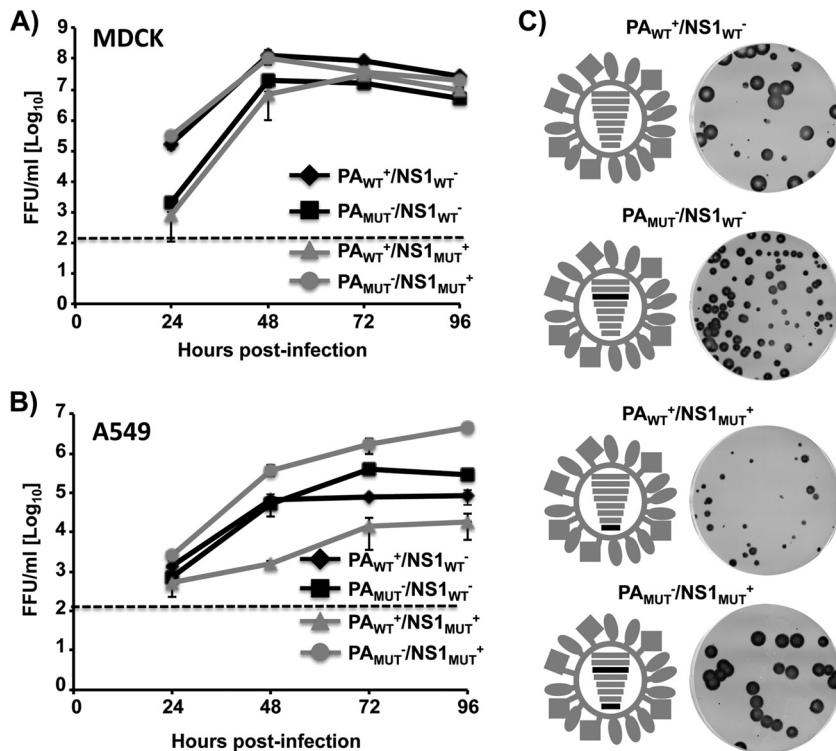 A)
MDCK
FFU/ml [Log10]
9
8
7
6
5
4
3
2
1
0
24
48
72
96
Hours post-infection
PAWT+/NS1WT-
PAMUT-/NS1WT-
PAWT+/NS1MUT+
PAMUT-/NS1MUT+
B)
A549
FFU/ml [Log10]
7
6
5
4
3
2
1
0
24
48
72
96
Hours post-infection
PAWT+/NS1WT-
PAMUT-/NS1WT-
PAWT+/NS1MUT+
PAMUT-/NS1MUT+
C)
PAWT+/NS1WT-
PAMUT-/NS1WT-
PAWT+/NS1MUT+
PAMUT-/NS1MUT+